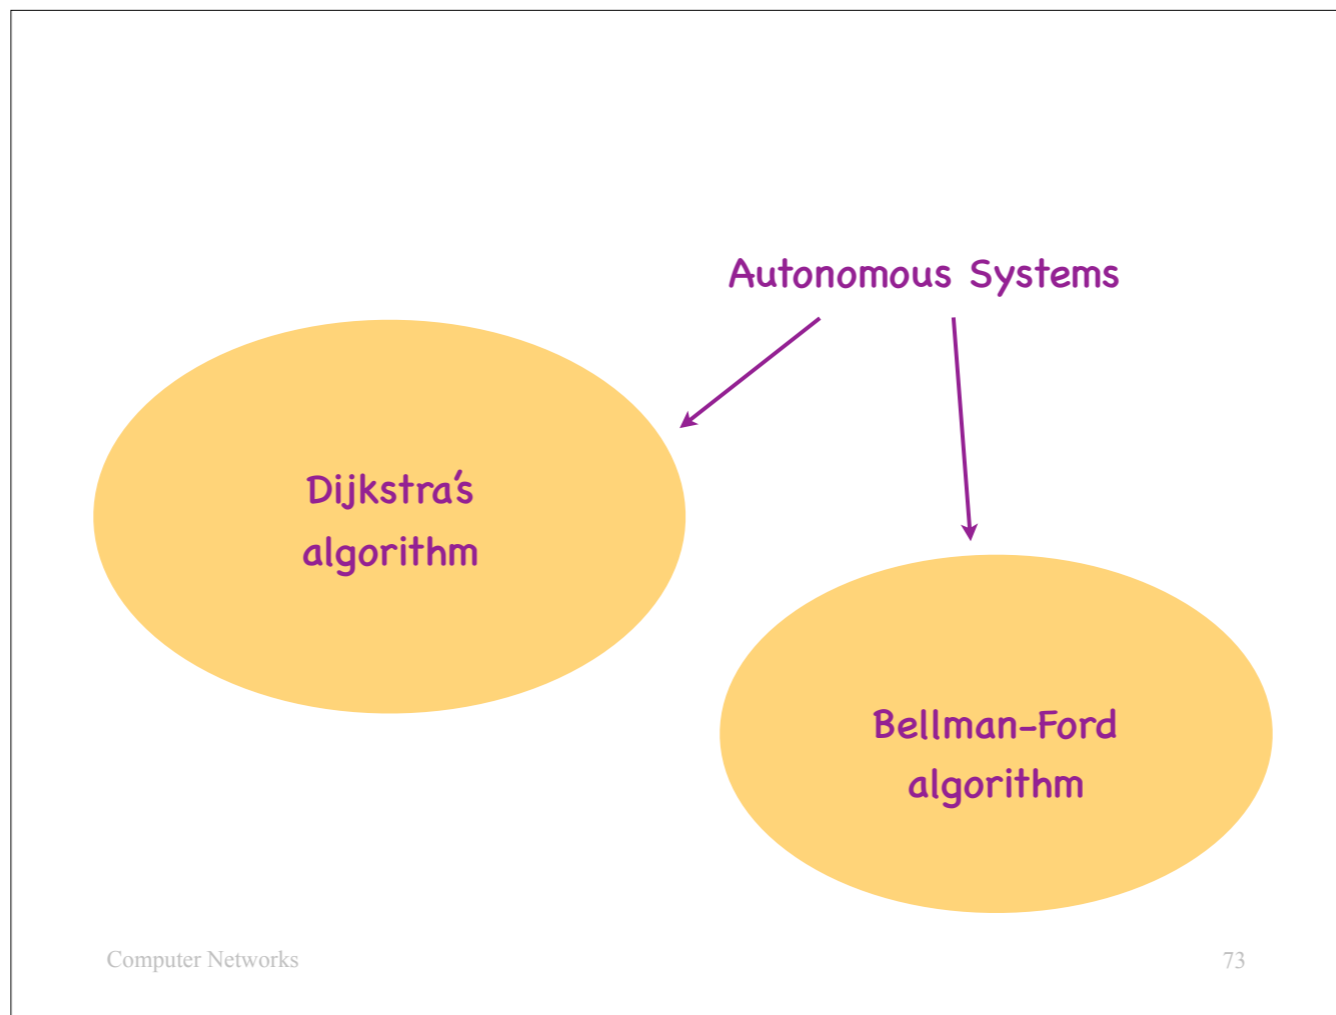 Autonomous Systems
Dijkstra's
algorithm
Bellman-Ford
algorithm
Computer Networks
73